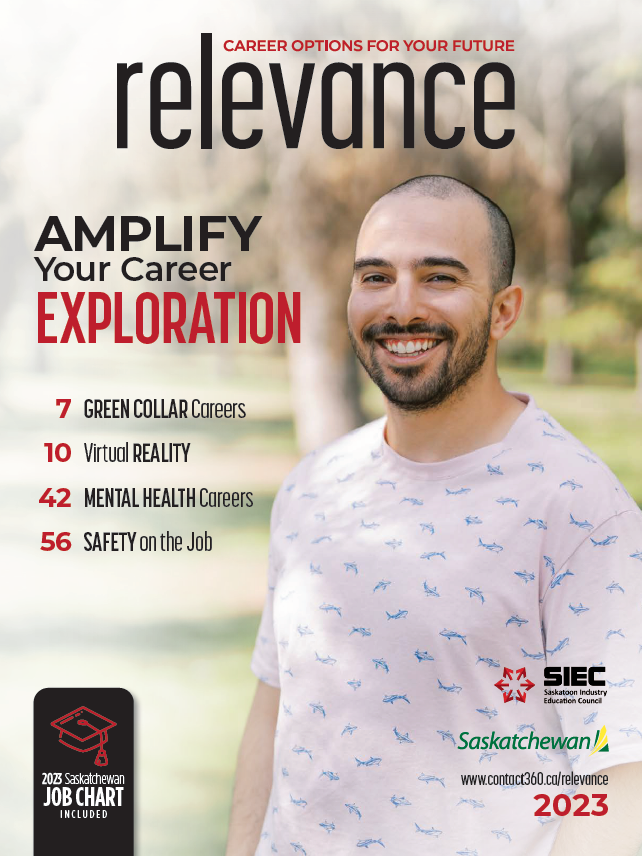 CAREER OPTIONS FOR YOUR FUTURE
relevance
AMPLIFY
Your Career
EXPLORATION
7 GREEN COLLAR Careers
10 Virtual REALITY
42 MENTAL HEALTH Careers
56 SAFETY on the Job
2023 Saskatchewan
JOB CHART
INCLUDED
SIEC
Saskatoon Industry
Education Council
Saskatchewan
www.contact360.ca/relevance
2023